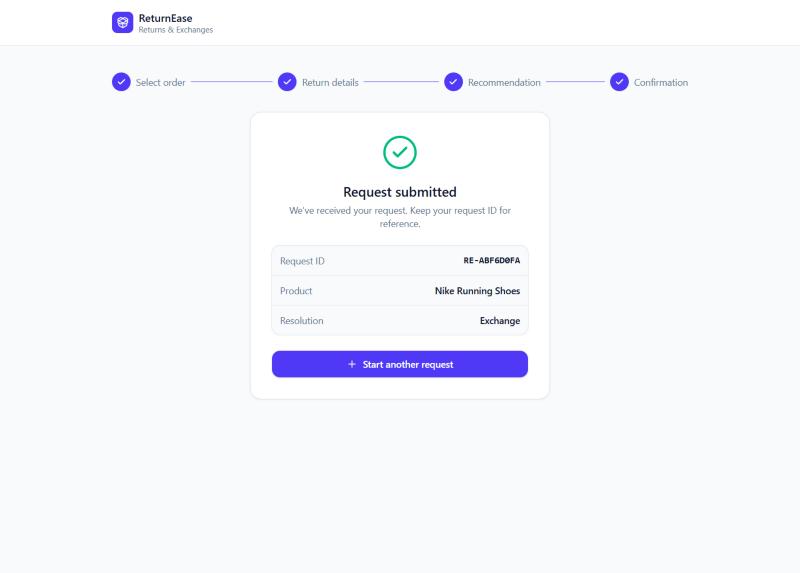 ReturnEase
Returns & Exchanges
Select order
Return details
Recommendation
Confirmation
Request submitted
We've received your request. Keep your request ID for
reference.
Request ID RE-ABF6D0FA
Product Nike Running Shoes
Resolution Exchange
+ Start another request